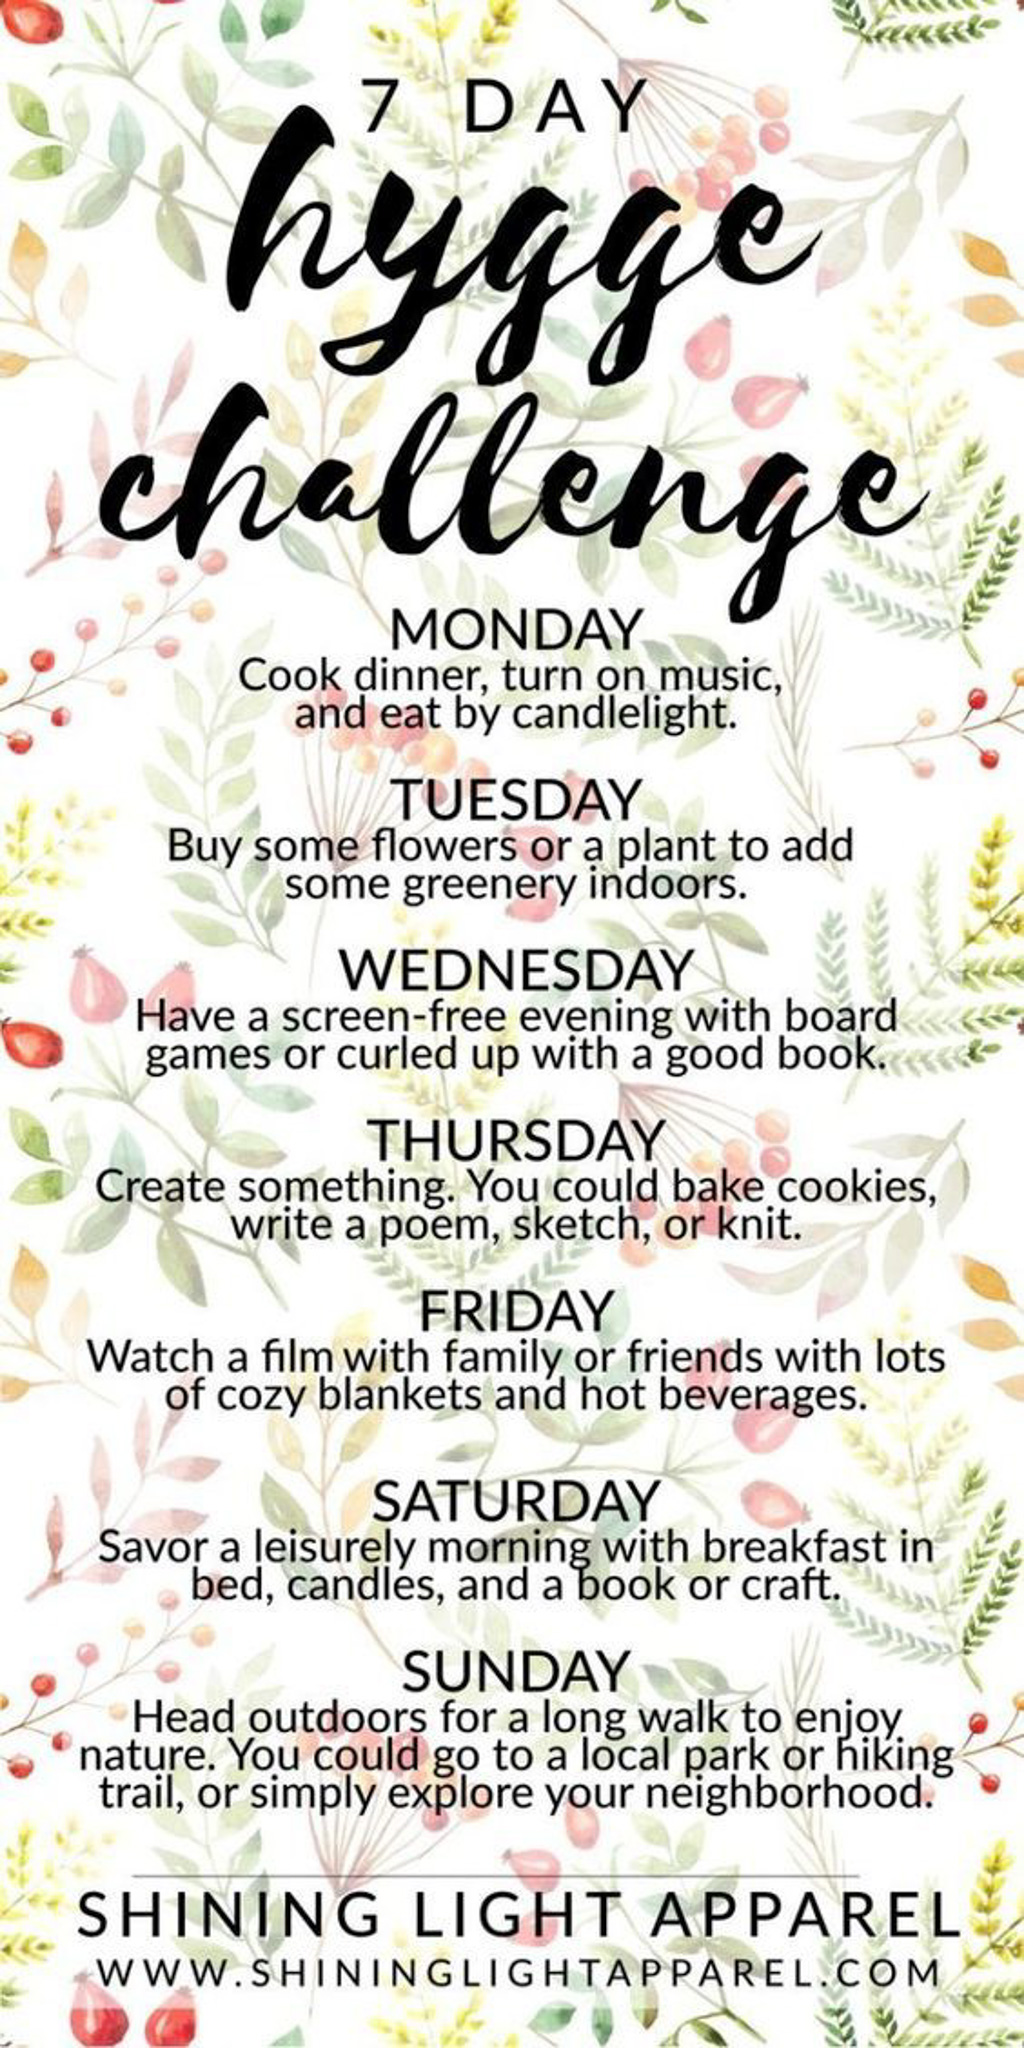 7 DAY
hygge
challenge
MONDAY
Cook dinner, turn on music,
and eat by candlelight.
TUESDAY
Buy some flowers or a plant to add
some greenery indoors.
WEDNESDAY
Have a screen-free evening with board
games or curled up with a good book.
THURSDAY
Create something. You could bake cookies,
write a poem, sketch, or knit.
FRIDAY
Watch a film with family or friends with lots
of cozy blankets and hot beverages.
SATURDAY
Savor a leisurely morning with breakfast in
bed, candles, and a book or craft.
SUNDAY
Head outdoors for a long walk to enjoy
nature. You could go to a local park or hiking
trail, or simply explore your neighborhood.
SHINING LIGHT APPAREL
WWW.SHININGLIGHTAPPAREL.COM